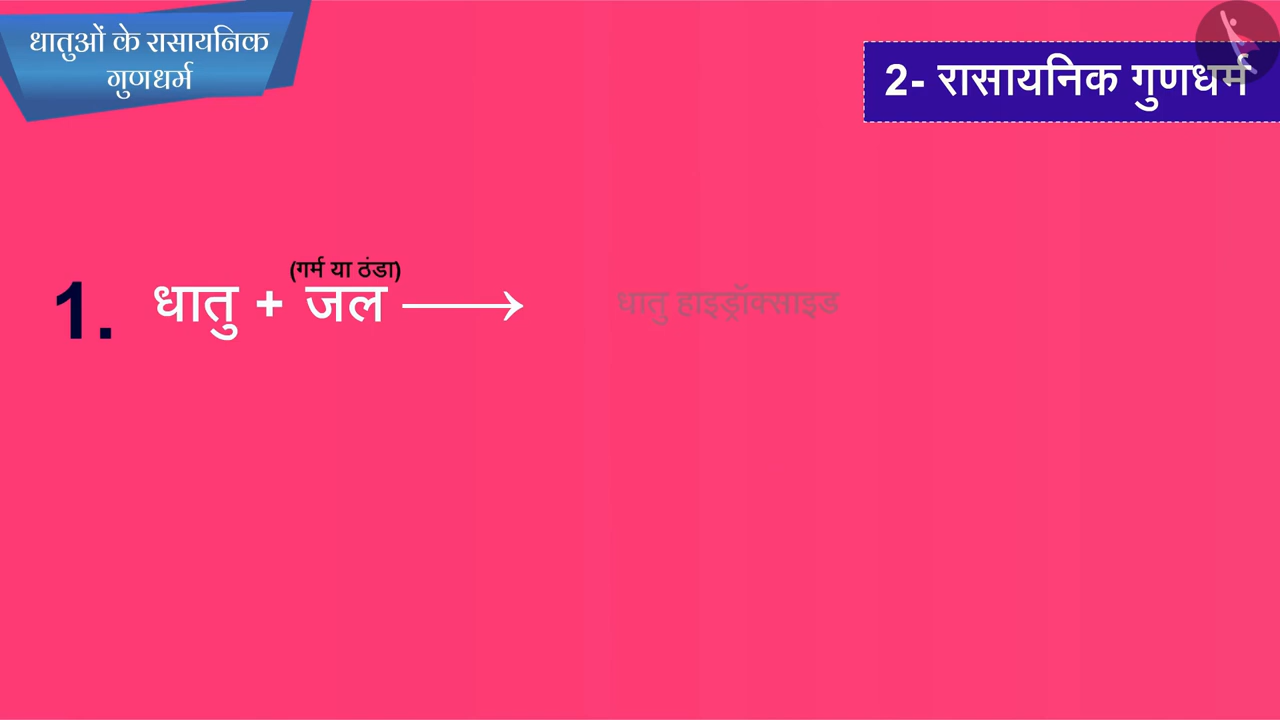 धातुओं के रासायनिक
गुणधर्म
2- रासायनिक गुणधर्म
(गर्म या ठंडा)
1. धातु + जल ⟶ धातु हाइड्रॉक्साइड